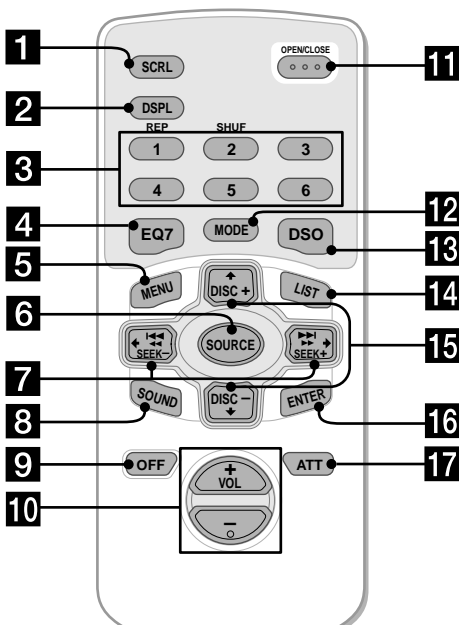 1
SCRL
OPEN/CLOSE
11
2
DSPL
REP
SHUF
3
1
2
3
4
5
6
4
EQ7
MODE
DSO
12
13
5
MENU
DISC +
LIST
14
6
SEEK–
SOURCE
SEEK+
15
7
8
SOUND
DISC –
ENTER
16
9
OFF
ATT
17
10
+
VOL
–